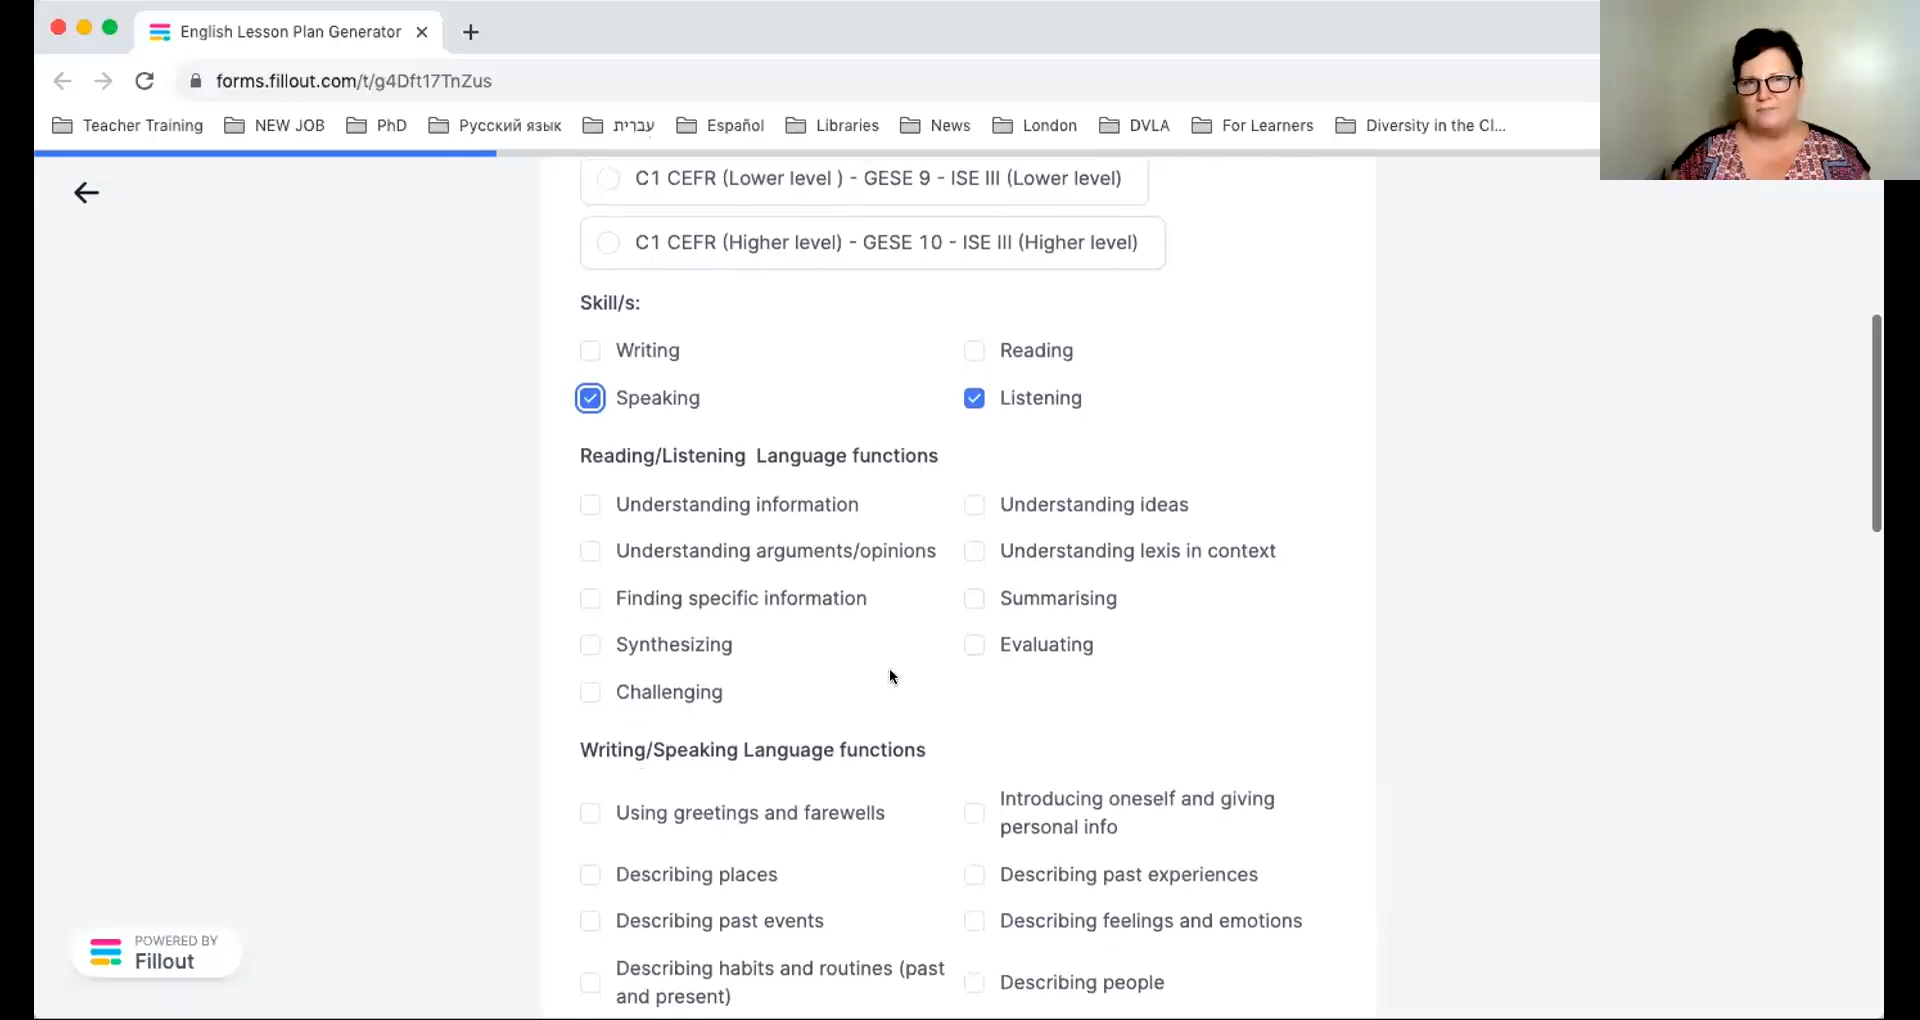 English Lesson Plan Generator
forms.fillout.com/t/g4Dft17TnZus
Teacher Training NEW JOB PhD Русский язык עברית Español Libraries News London DVLA For Learners Diversity in the Cl...
C1 CEFR (Lower level ) - GESE 9 - ISE III (Lower level)
C1 CEFR (Higher level) - GESE 10 - ISE III (Higher level)
Skill/s:
Writing Reading
Speaking Listening
Reading/Listening Language functions
Understanding information Understanding ideas
Understanding arguments/opinions Understanding lexis in context
Finding specific information Summarising
Synthesizing Evaluating
Challenging
Writing/Speaking Language functions
Using greetings and farewells
Introducing oneself and giving
personal info
Describing places Describing past experiences
Describing past events Describing feelings and emotions
Describing habits and routines (past
and present)
Describing people
POWERED BY
Fillout